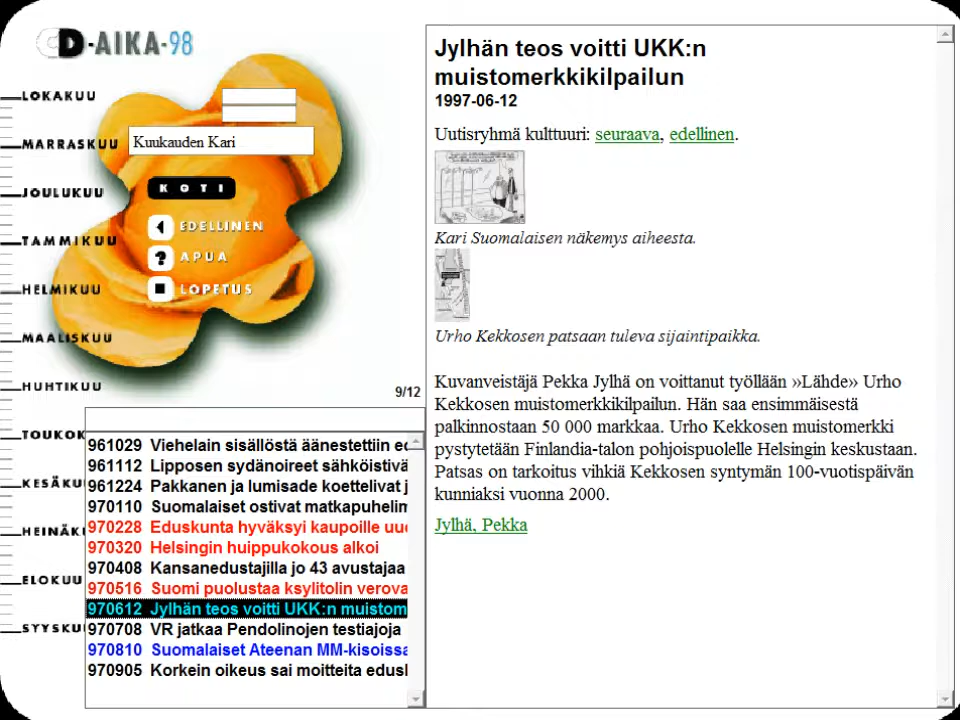 CD-AIKA-98
LOKAKUU
MARRASKUU
JOULUKUU
TAMMIKUU
HELMIKUU
MAALISKUU
HUHTIKUU
TOUKOK
KESÄKU
HEINÄK
ELOKUU
SYYSKU
Kuukauden Kari
KOTI
EDELLINEN
? APUA
LOPETUS
9/12
961029 Viehelain sisällöstä äänestettiin ed
961112 Lipposen sydänoireet sähköistivä
961224 Pakkanen ja lumisade koettelivat j
970110 Suomalaiset ostivat matkapuhelim
970228 Eduskunta hyväksyi kaupoille uud
970320 Helsingin huippukokous alkoi
970408 Kansanedustajilla jo 43 avustajaa
970516 Suomi puolustaa ksylitolin verova
970612 Jylhän teos voitti UKK:n muistom
970708 VR jatkaa Pendolinojen testiajoja
970810 Suomalaiset Ateenan MM-kisoissa
970905 Korkein oikeus sai moitteita edusk
Jylhän teos voitti UKK:n
muistomerkkikilpailun
1997-06-12
Uutisryhmä kulttuuri: seuraava, edellinen.
Kari Suomalaisen näkemys aiheesta.
Urho Kekkosen patsaan tuleva sijaintipaikka.
Kuvanveistäjä Pekka Jylhä on voittanut työllään »Lähde» Urho
Kekkosen muistomerkkikilpailun. Hän saa ensimmäisestä
palkinnostaan 50 000 markkaa. Urho Kekkosen muistomerkki
pystytetään Finlandia-talon pohjoispuolelle Helsingin keskustaan.
Patsas on tarkoitus vihkiä Kekkosen syntymän 100-vuotispäivän
kunniaksi vuonna 2000.
Jylhä, Pekka